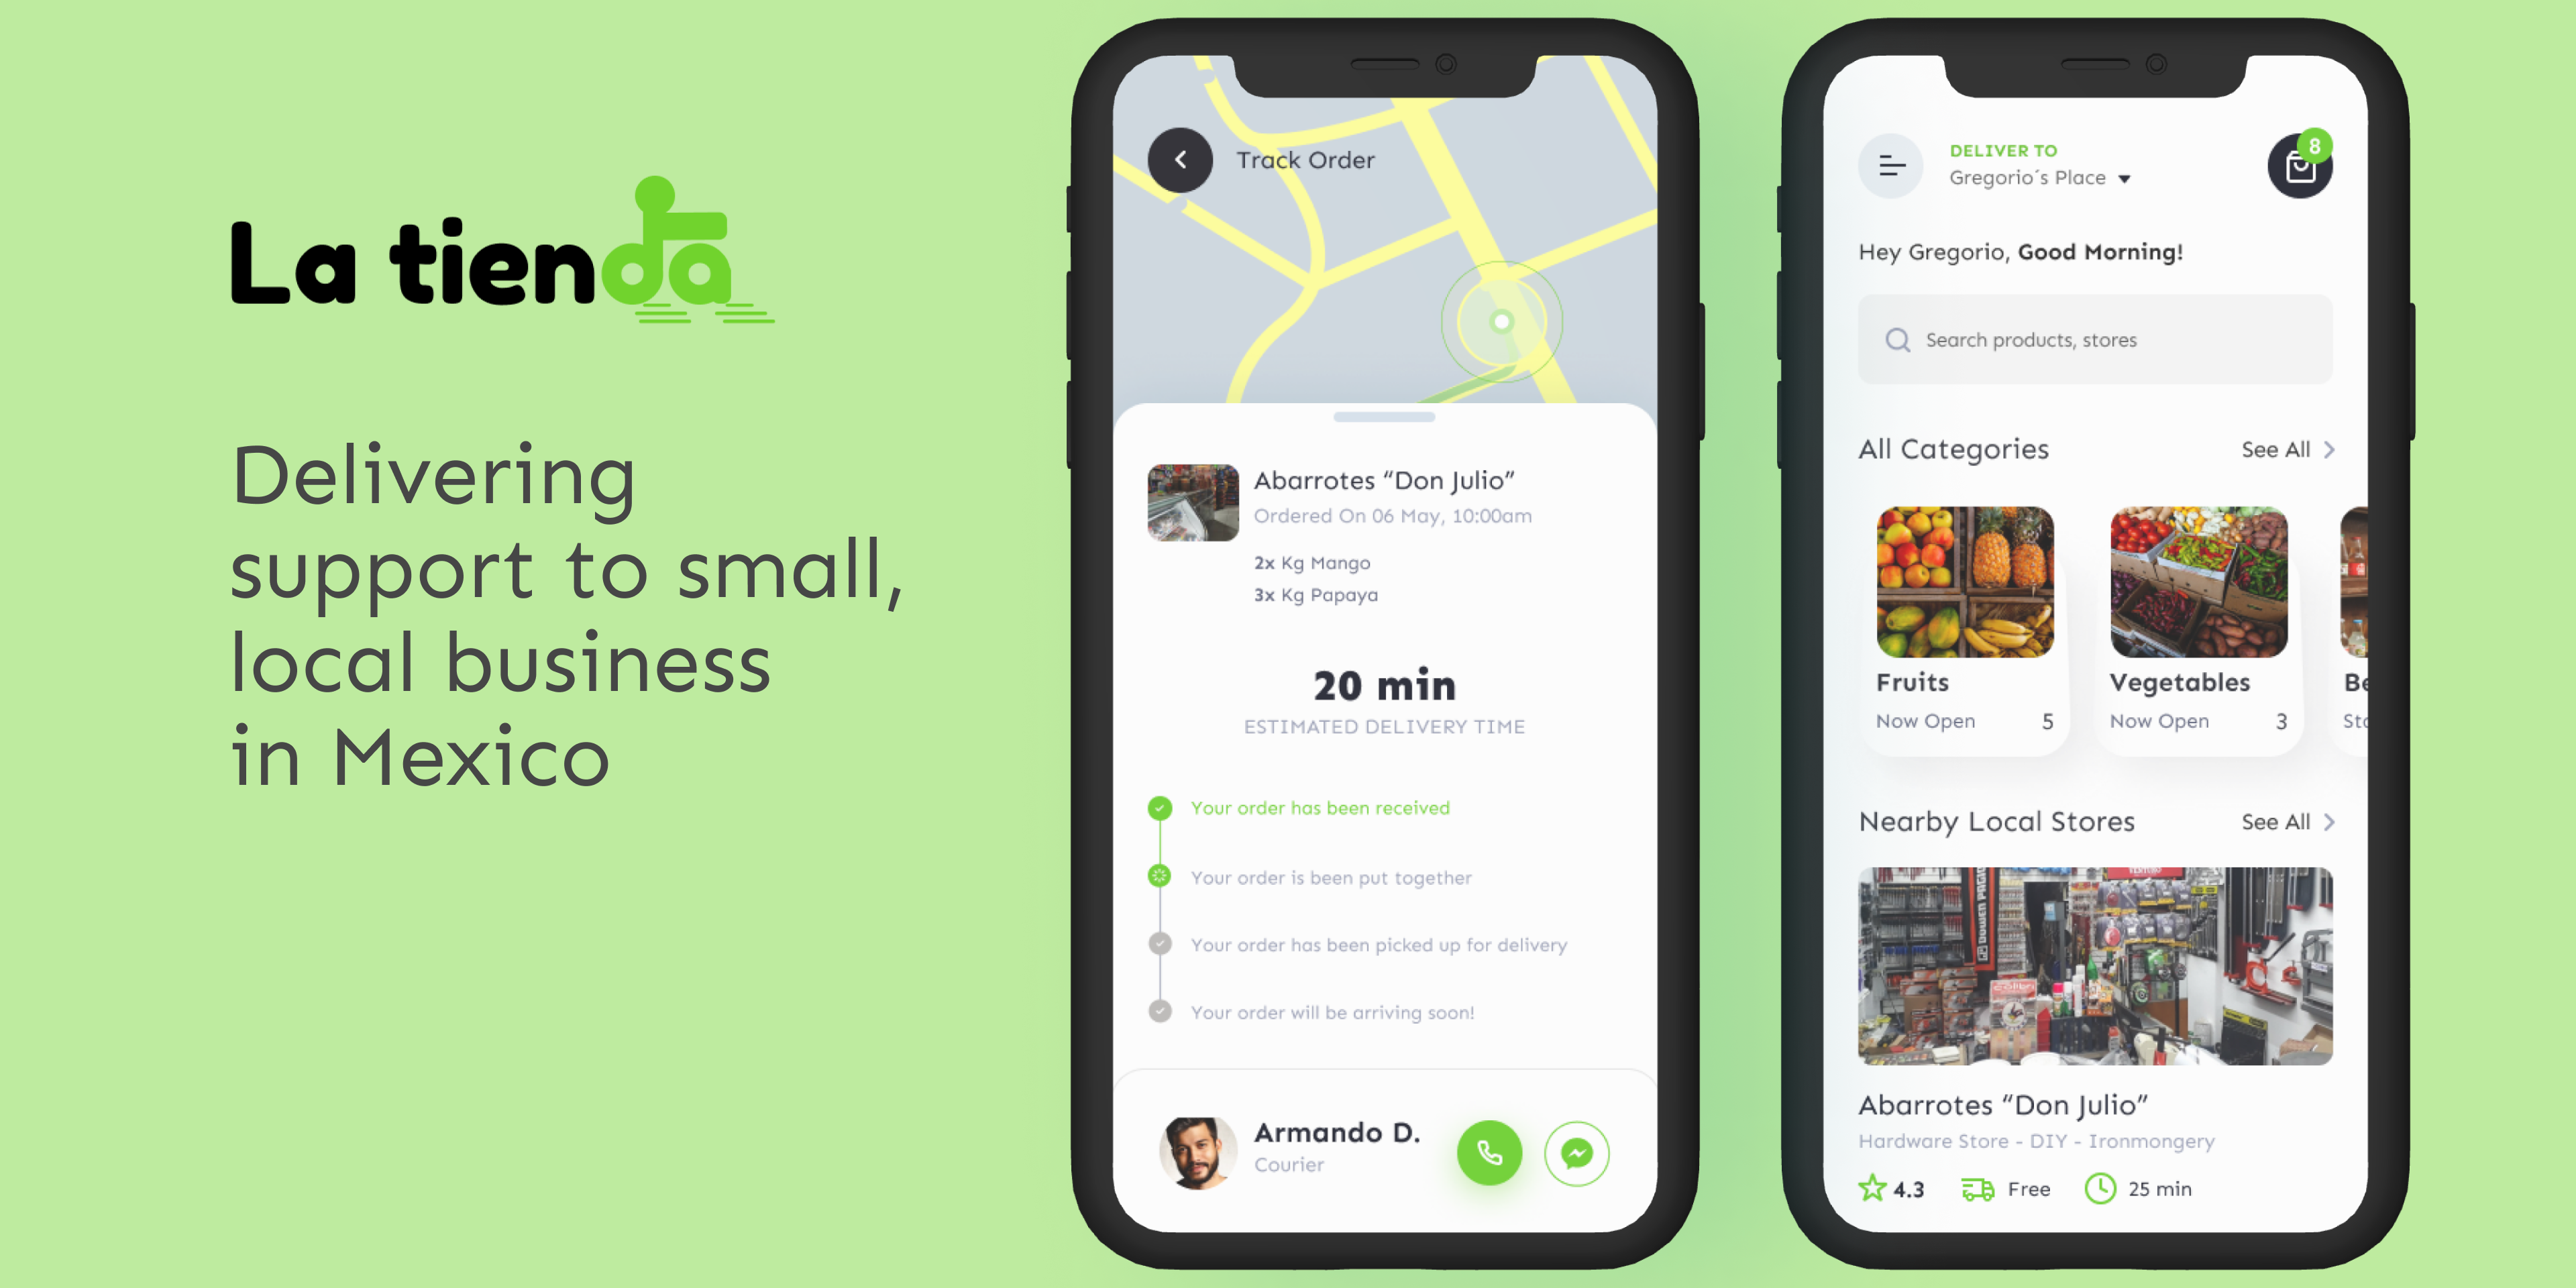 La tienda
Delivering
support to small,
local business
in Mexico
Track Order
Abarrotes “Don Julio”
Ordered On 06 May, 10:00am
2x Kg Mango
3x Kg Papaya
20 min
ESTIMATED DELIVERY TIME
Your order has been received
Your order is been put together
Your order has been picked up for delivery
Your order will be arriving soon!
Armando D.
Courier
DELIVER TO
Gregorio´s Place
8
Hey Gregorio, Good Morning!
Search products, stores
All Categories
See All
Fruits
Now Open 5
Vegetables
Now Open 3
Be
Sto
Nearby Local Stores
See All
Abarrotes “Don Julio”
Hardware Store - DIY - Ironmongery
4.3 Free 25 min